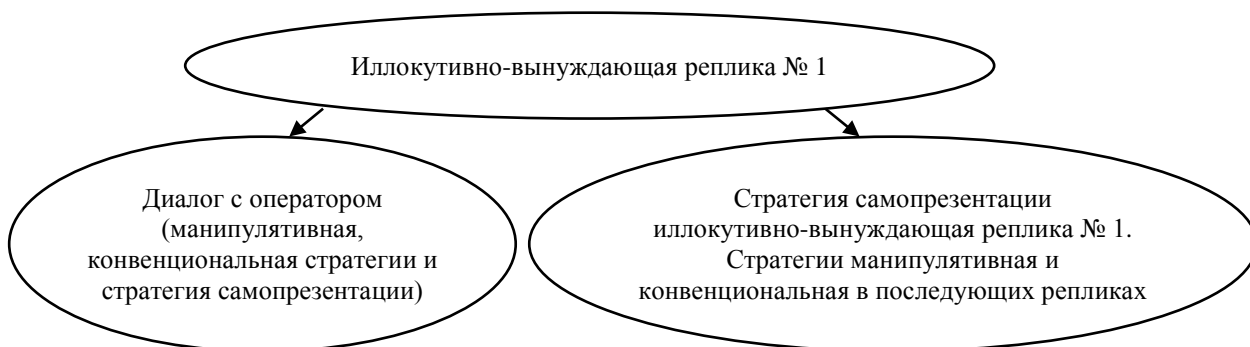 Иллокутивно-вынуждающая реплика № 1
Диалог с оператором
(манипулятивная,
конвенциональная стратегии и
стратегия самопрезентации)
Стратегия самопрезентации
иллокутивно-вынуждающая реплика № 1.
Стратегии манипулятивная и
конвенциональная в последующих репликах